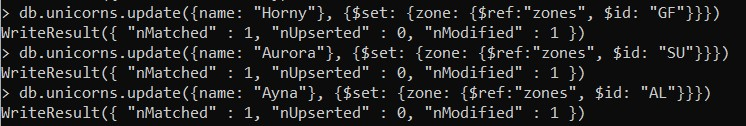 > db.unicorns.update({name: "Horny"}, {$set: {zone: {$ref:"zones", $id: "GF"}}})
WriteResult({ "nMatched" : 1, "nUpserted" : 0, "nModified" : 1 })
> db.unicorns.update({name: "Aurora"}, {$set: {zone: {$ref:"zones", $id: "SU"}}})
WriteResult({ "nMatched" : 1, "nUpserted" : 0, "nModified" : 1 })
> db.unicorns.update({name: "Ayna"}, {$set: {zone: {$ref:"zones", $id: "AL"}}})
WriteResult({ "nMatched" : 1, "nUpserted" : 0, "nModified" : 1 })